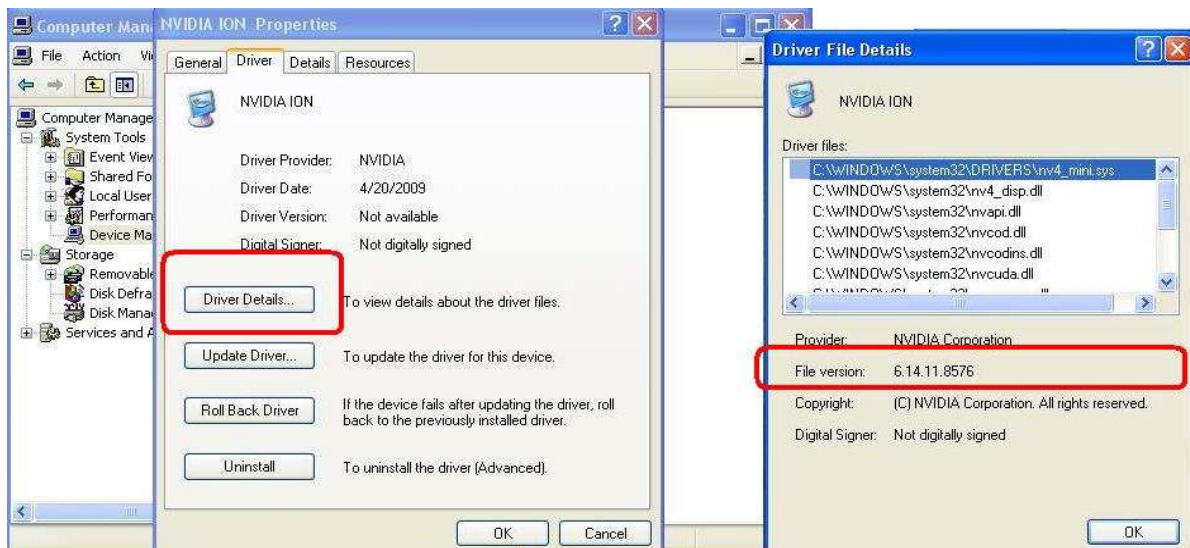 Computer Mana
File Action Vi
Computer Manage
System Tools
Event View
Shared Fo
Local User
Performan
Device Ma
Storage
Removable
Disk Defra
Disk Mana
Services and A
NVIDIA ION Properties
General Driver Details Resources
NVIDIA ION
Driver Provider: NVIDIA
Driver Date: 4/20/2009
Driver Version: Not available
Digital Signer: Not digitally signed
Driver Details... To view details about the driver files.
Update Driver... To update the driver for this device.
Roll Back Driver If the device fails after updating the driver, roll
back to the previously installed driver.
Uninstall To uninstall the driver (Advanced).
OK Cancel
Driver File Details
NVIDIA ION
Driver files:
C:\WINDOWS\system32\DRIVERS\nv4_mini.sys
C:\WINDOWS\system32\nv4_disp.dll
C:\WINDOWS\system32\nvapi.dll
C:\WINDOWS\system32\nvcod.dll
C:\WINDOWS\system32\nvcodins.dll
C:\WINDOWS\system32\nvcuda.dll
Provider: NVIDIA Corporation
File version: 6.14.11.8576
Copyright: (C) NVIDIA Corporation. All rights reserved.
Digital Signer: Not digitally signed
OK